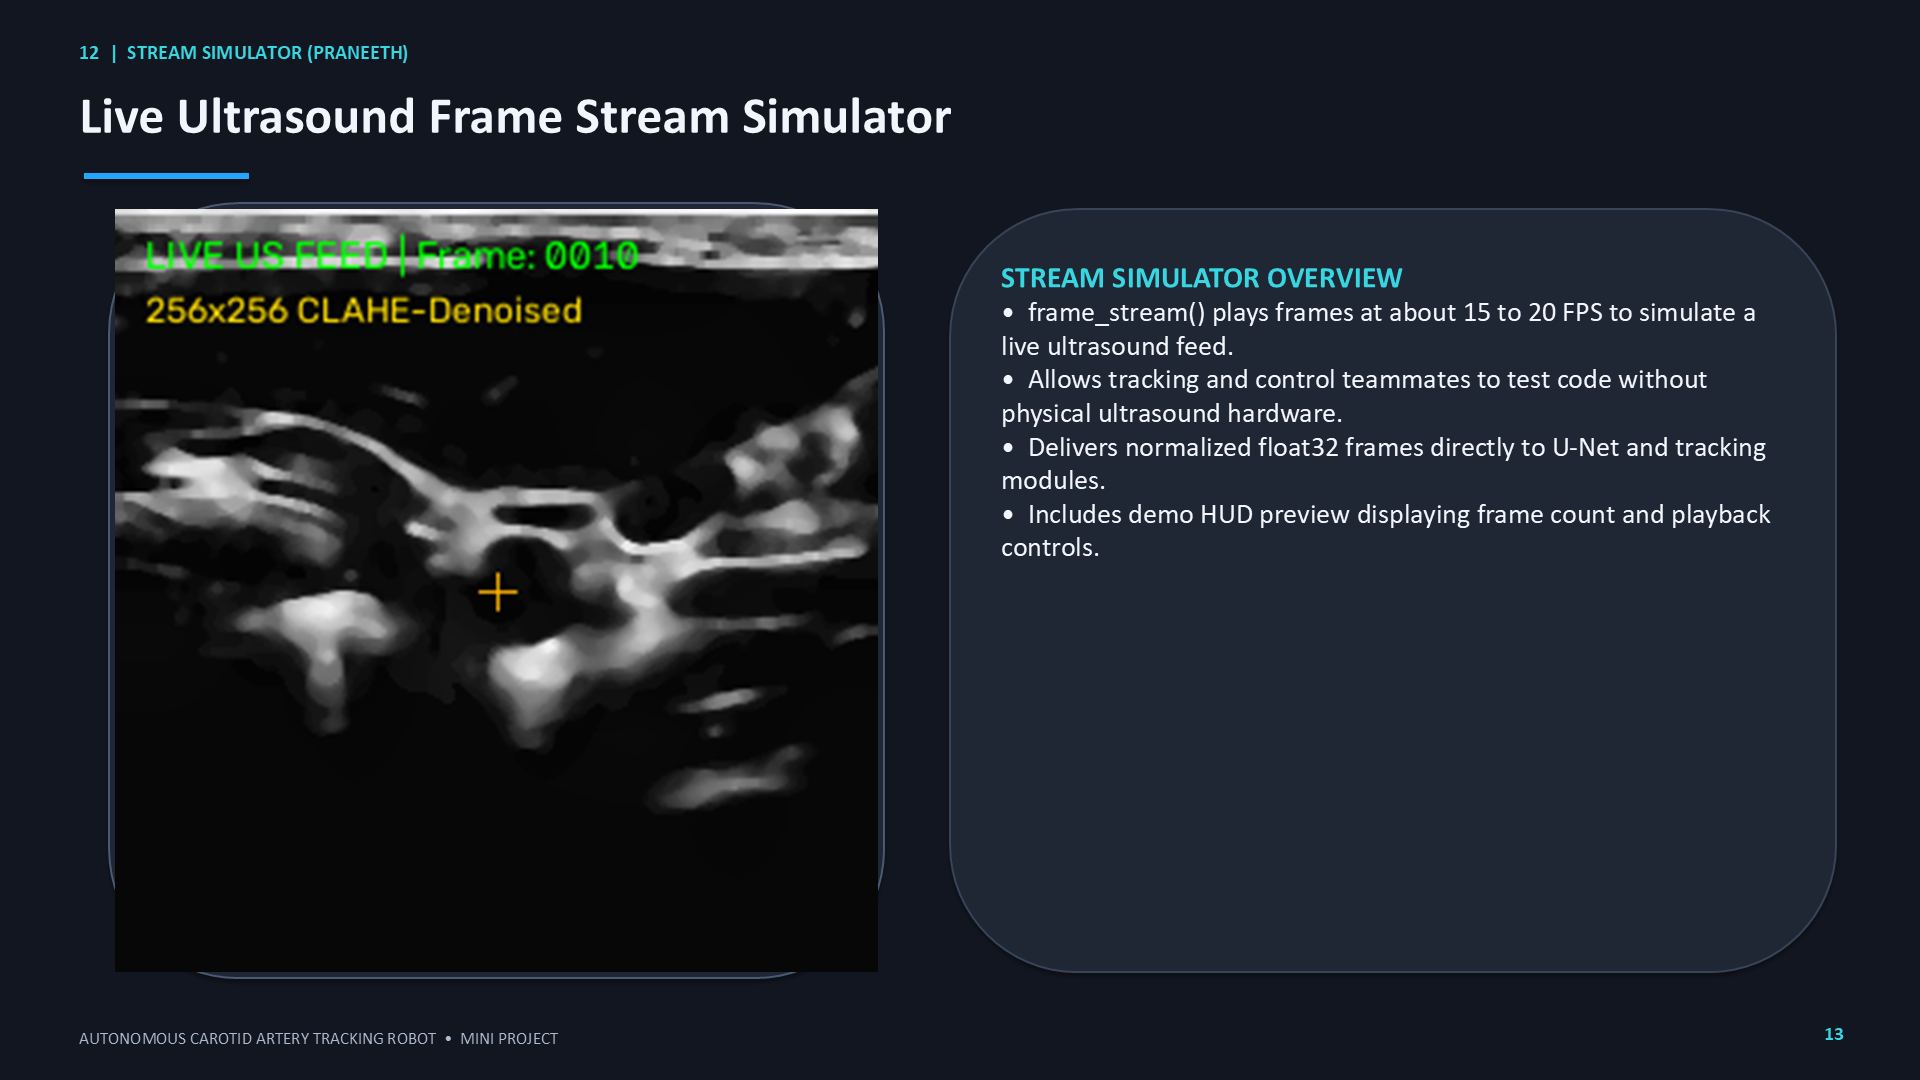 12 | STREAM SIMULATOR (PRANEETH)
Live Ultrasound Frame Stream Simulator
LIVE US FEED | Frame: 0010
256x256 CLAHE-Denoised
STREAM SIMULATOR OVERVIEW
• frame_stream() plays frames at about 15 to 20 FPS to simulate a
live ultrasound feed.
• Allows tracking and control teammates to test code without
physical ultrasound hardware.
• Delivers normalized float32 frames directly to U-Net and tracking
modules.
• Includes demo HUD preview displaying frame count and playback
controls.
AUTONOMOUS CAROTID ARTERY TRACKING ROBOT • MINI PROJECT
13